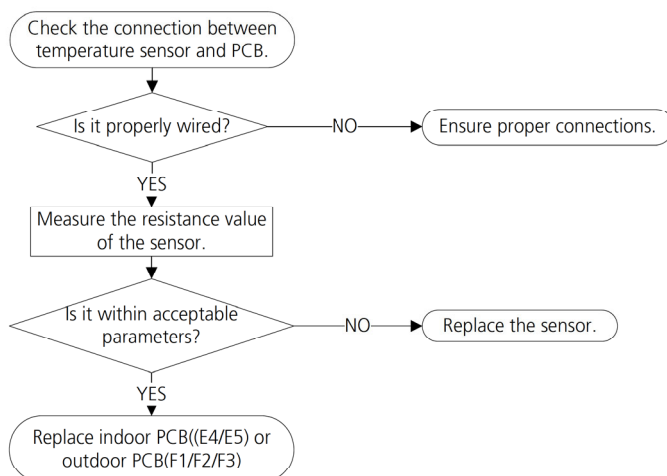 Check the connection between
temperature sensor and PCB.
Is it properly wired?
NO
Ensure proper connections.
YES
Measure the resistance value
of the sensor.
Is it within acceptable
parameters?
NO
Replace the sensor.
YES
Replace indoor PCB((E4/E5) or
outdoor PCB(F1/F2/F3)